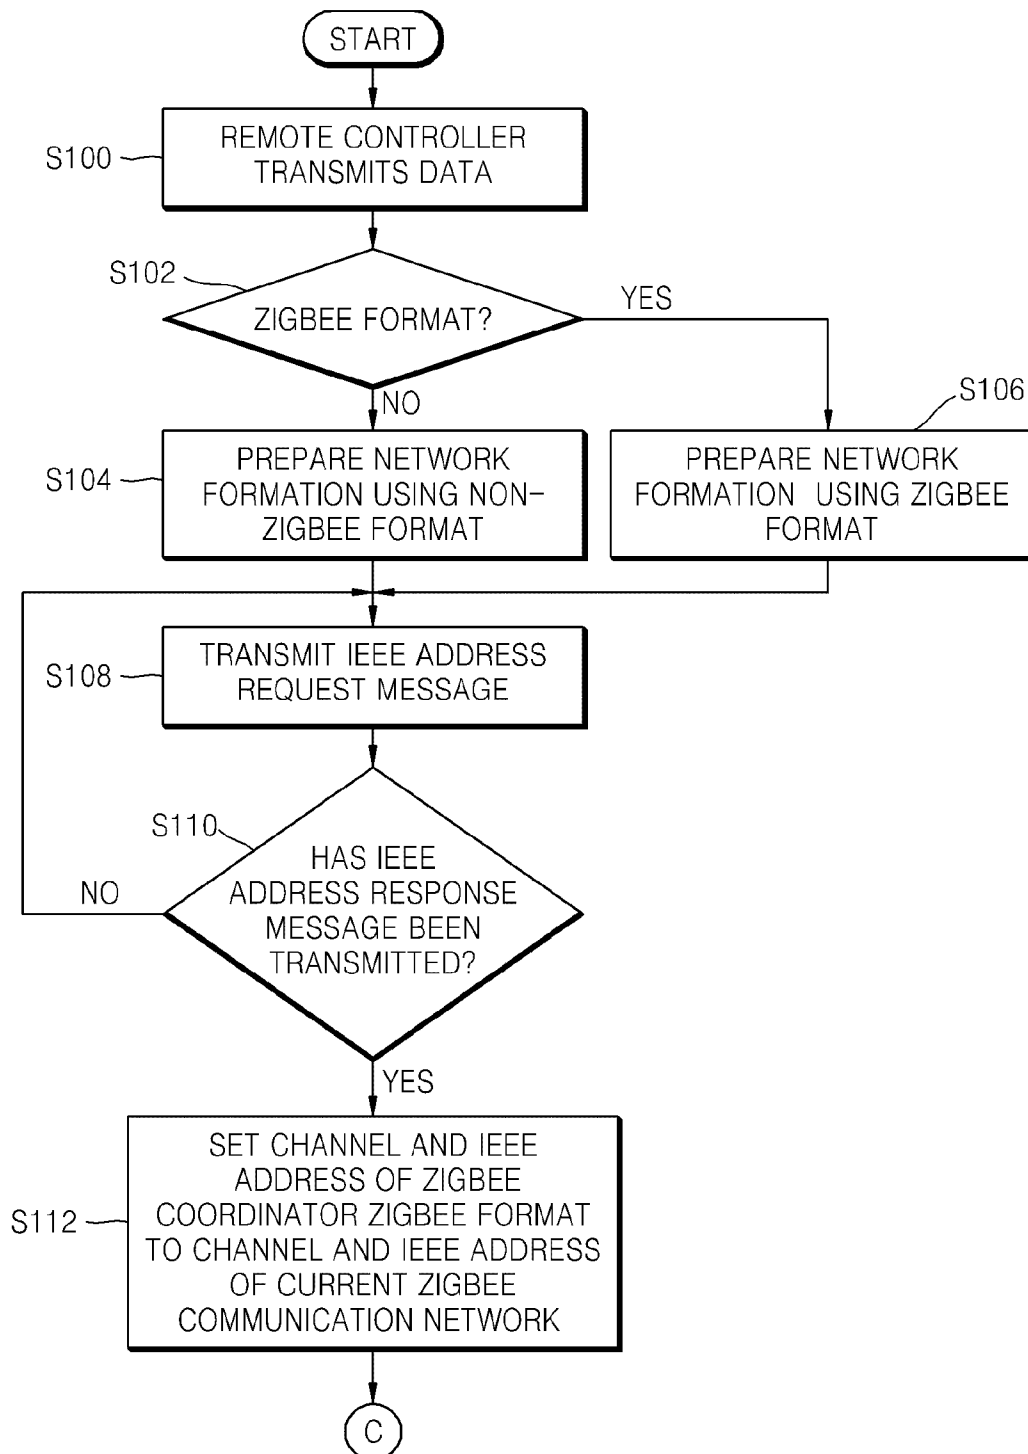 START
S100
REMOTE CONTROLLER
TRANSMITS DATA
S102
ZIGBEE FORMAT?
YES
NO
S106
S104
PREPARE NETWORK
FORMATION USING NON-
ZIGBEE FORMAT
PREPARE NETWORK
FORMATION USING ZIGBEE
FORMAT
S108
TRANSMIT IEEE ADDRESS
REQUEST MESSAGE
S110
HAS IEEE
ADDRESS RESPONSE
MESSAGE BEEN
TRANSMITTED?
NO
YES
S112
SET CHANNEL AND IEEE
ADDRESS OF ZIGBEE
COORDINATOR ZIGBEE FORMAT
TO CHANNEL AND IEEE ADDRESS
OF CURRENT ZIGBEE
COMMUNICATION NETWORK
C